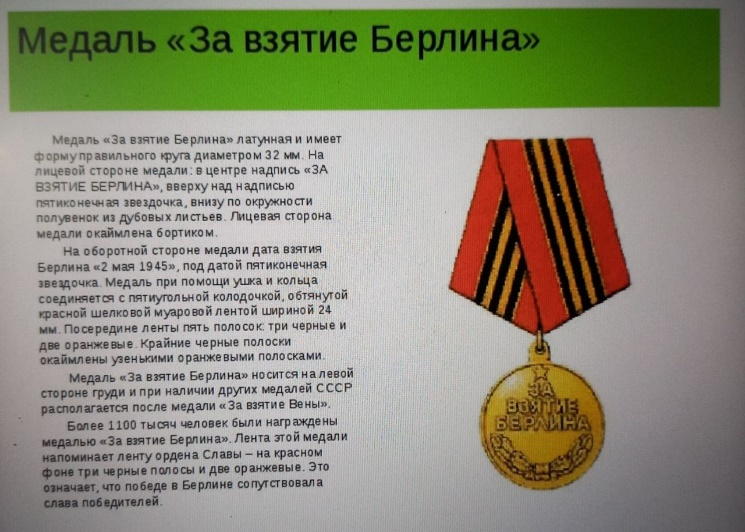 Медаль «За взятие Берлина»
Медаль «За взятие Берлина» латунная и имеет
форму правильного круга диаметром 32 мм. На
лицевой стороне медали: в центре надпись «ЗА
ВЗЯТИЕ БЕРЛИНА», вверху над надписью
пятиконечная звездочка, внизу по окружности
полувенок из дубовых листьев. Лицевая сторона
медали окаймлена бортиком.
На оборотной стороне медали дата взятия
Берлина «2 мая 1945», под датой пятиконечная
звездочка. Медаль при помощи ушка и кольца
соединяется с пятиугольной колодочкой, обтянутой
красной шелковой муаровой лентой шириной 24
мм. Посередине ленты пять полосок: три черные и
две оранжевые. Крайние черные полоски
окаймлены узенькими оранжевыми полосками.
Медаль «За взятие Берлина» носится на левой
стороне груди и при наличии других медалей СССР
располагается после медали «За взятие Вены».
Более 1100 тысяч человек были награждены
медалью «За взятие Берлина». Лента этой медали
напоминает ленту ордена Славы – на красном
фоне три черные полосы и две оранжевые. Это
означает, что победе в Берлине сопутствовала
слава победителей.
ЗА
ВЗЯТИЕ
БЕРЛИНА